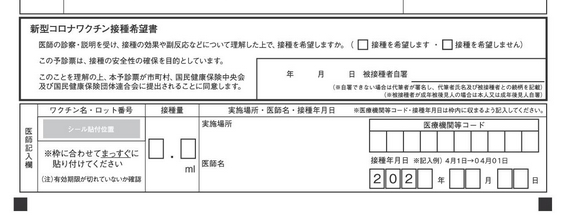 新型コロナワクチン接種希望書
医師の診察・説明を受け、接種の効果や副反応などについて理解した上で、接種を希望しますか。( □ 接種を希望します ・ □ 接種を希望しません)
この予診票は、接種の安全性の確保を目的としています。
このことを理解の上、本予診票が市町村、国民健康保険中央会
及び国民健康保険団体連合会に提出されることに同意します。
年 月 日 被接種者自署
(※自署できない場合は代筆者が署名し、代筆者氏名及び被接種者との続柄を記載)
(※被接種者が成年被後見人の場合は本人又は成年後見人自署)
医師記入欄
ワクチン名・ロット番号 接種量 実施場所・医師名・接種年月日 ※医療機関等コード・接種年月日は枠内に収まるよう記入してください。
シール貼付位置
※枠に合わせてまっすぐに
貼り付けてください
(注)有効期限が切れていないか確認
. ml
実施場所
医師名
医療機関等コード
接種年月日 ※記入例)4月1日→04月01日
202 年 月 日